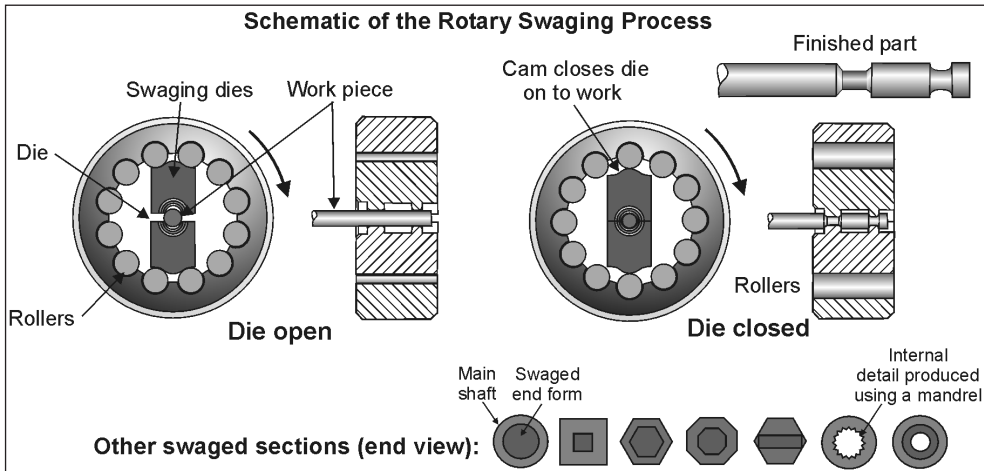 Schematic of the Rotary Swaging Process
Swaging dies
Work piece
Die
Rollers
Die open
Cam closes die
on to work
Finished part
Rollers
Die closed
Main
shaft
Swaged
end form
Internal
detail produced
using a mandrel
Other swaged sections (end view):